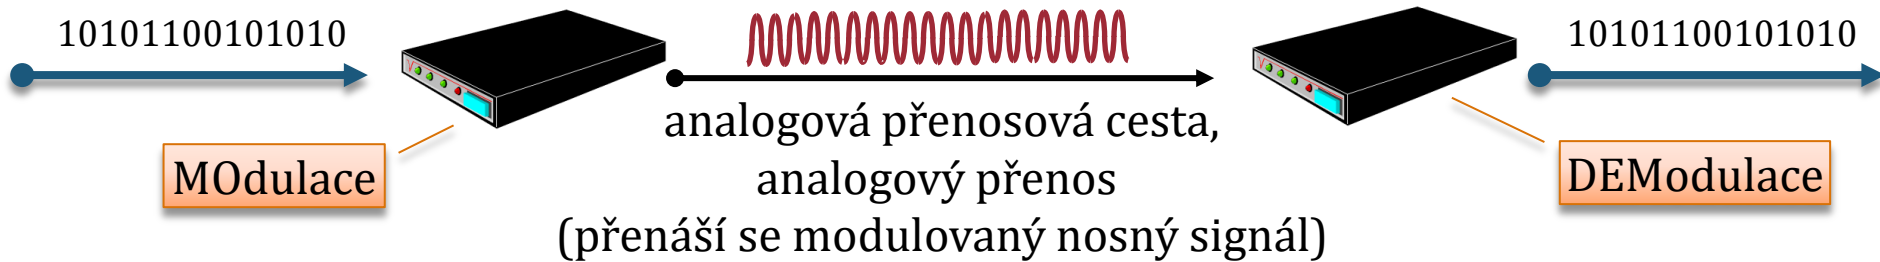 10101100101010
10101100101010
analogová přenosová cesta,
analogový přenos
(přenáší se modulovaný nosný signál)
MOdulace
DEModulace